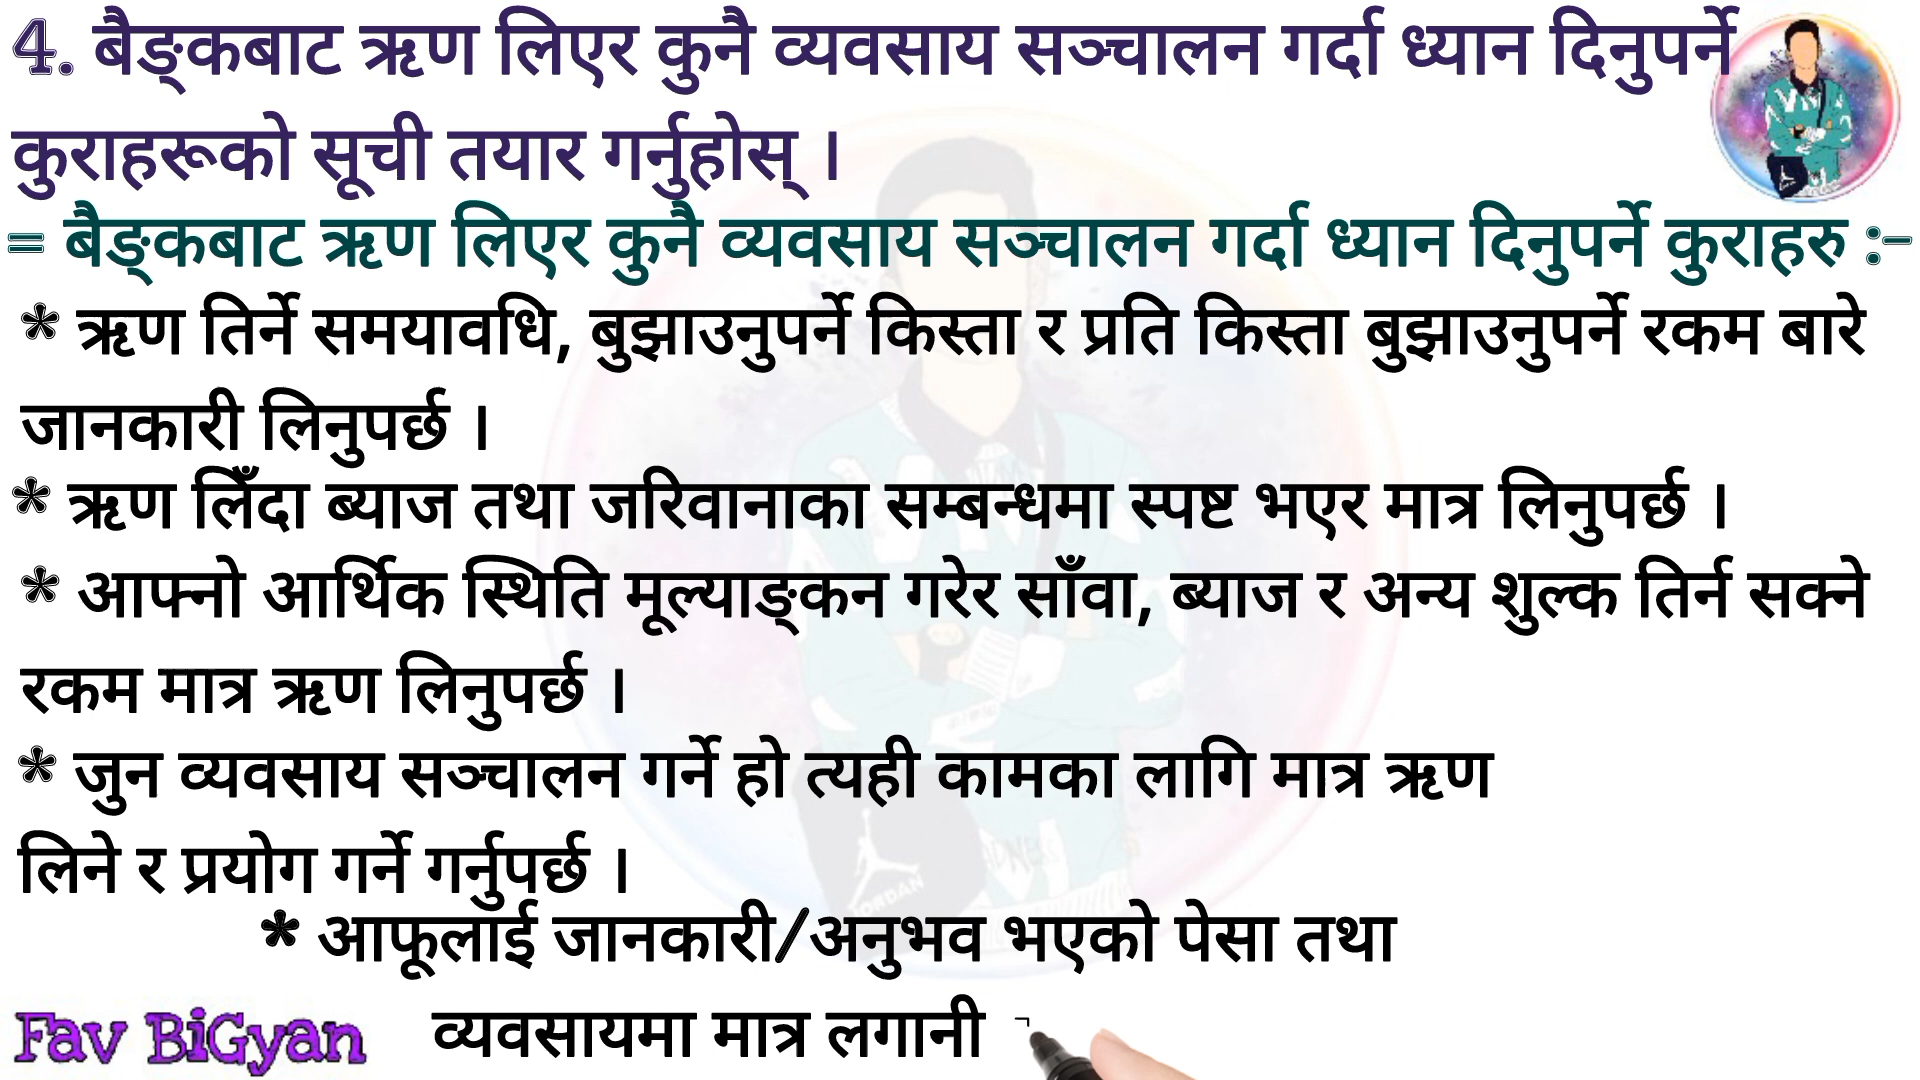 4. बैङ्कबाट ऋण लिएर कुनै व्यवसाय सञ्चालन गर्दा ध्यान दिनुपर्ने
कुराहरूको सूची तयार गर्नुहोस् ।
= बैङ्कबाट ऋण लिएर कुनै व्यवसाय सञ्चालन गर्दा ध्यान दिनुपर्ने कुराहरु :-
* ऋण तिर्ने समयावधि, बुझाउनुपर्ने किस्ता र प्रति किस्ता बुझाउनुपर्ने रकम बारे
जानकारी लिनुपर्छ ।
* ऋण लिँदा ब्याज तथा जरिवानाका सम्बन्धमा स्पष्ट भएर मात्र लिनुपर्छ ।
* आफ्नो आर्थिक स्थिति मूल्याङ्कन गरेर साँवा, ब्याज र अन्य शुल्क तिर्न सक्ने
रकम मात्र ऋण लिनुपर्छ ।
* जुन व्यवसाय सञ्चालन गर्ने हो त्यही कामका लागि मात्र ऋण
लिने र प्रयोग गर्ने गर्नुपर्छ ।
* आफूलाई जानकारी/अनुभव भएको पेसा तथा
व्यवसायमा मात्र लगानी
Fav BiGyan